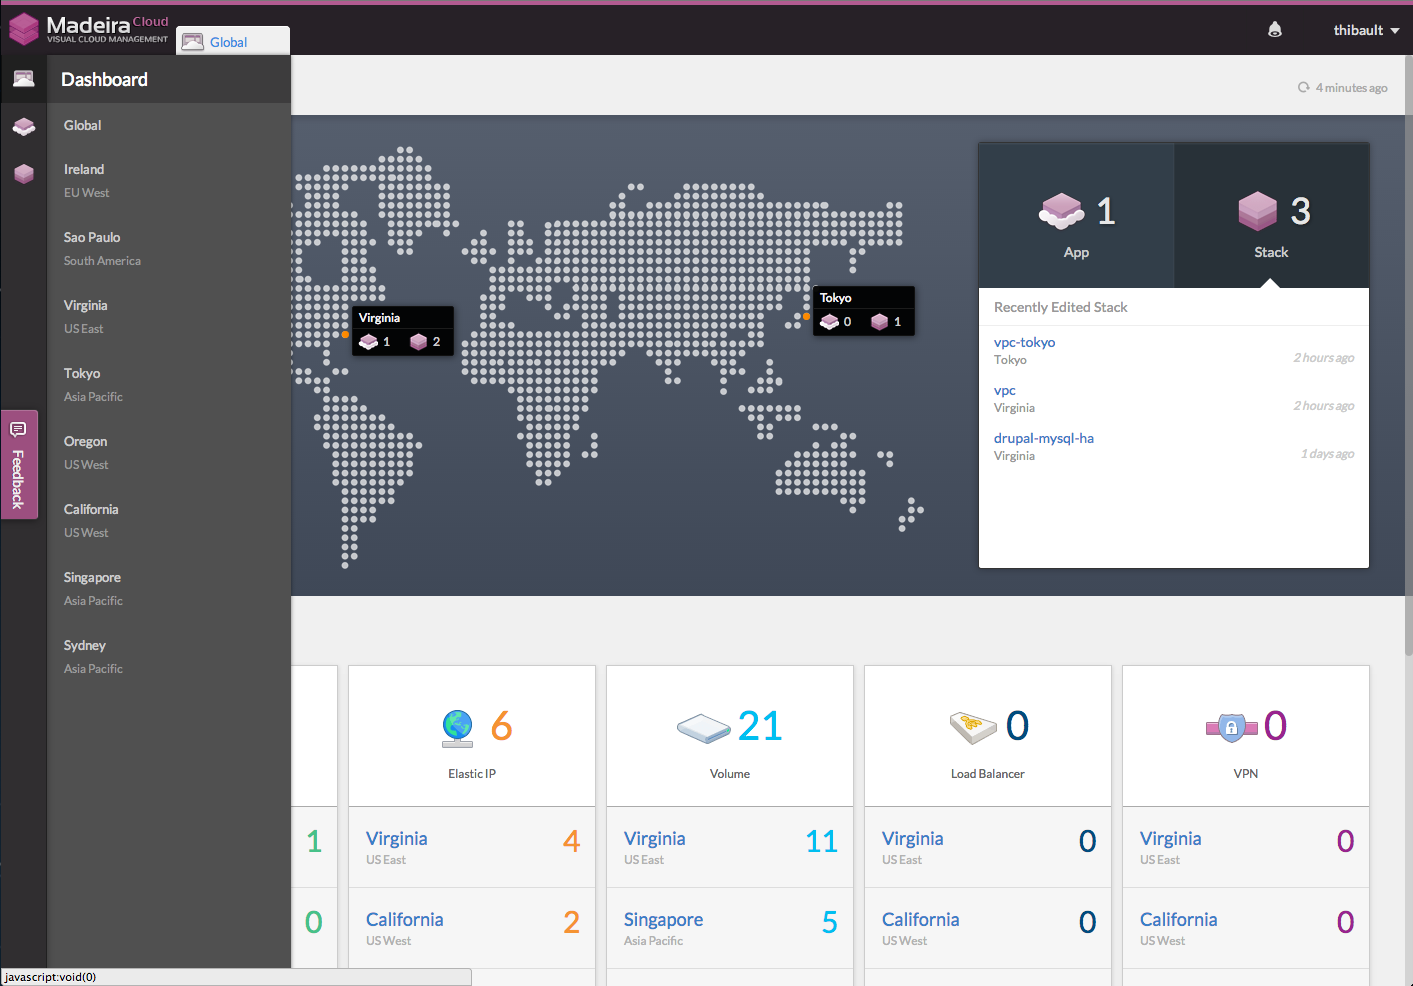 Madeira Cloud
VISUAL CLOUD MANAGEMENT
Global
thibault
Dashboard
4 minutes ago
Global
Ireland
EU West
Sao Paulo
South America
Virginia
US East
Tokyo
Asia Pacific
Oregon
US West
California
US West
Singapore
Asia Pacific
Sydney
Asia Pacific
Feedback
Virginia
1 2
Tokyo
0 1
1
App
3
Stack
Recently Edited Stack
vpc-tokyo
Tokyo
2 hours ago
vpc
Virginia
2 hours ago
drupal-mysql-ha
Virginia
1 days ago
1
0
6
Elastic IP
Virginia 4
US East
California 2
US West
21
Volume
Virginia 11
US East
Singapore 5
Asia Pacific
0
Load Balancer
Virginia 0
US East
California 0
US West
0
VPN
Virginia 0
US East
California 0
US West
javascript:void(0)